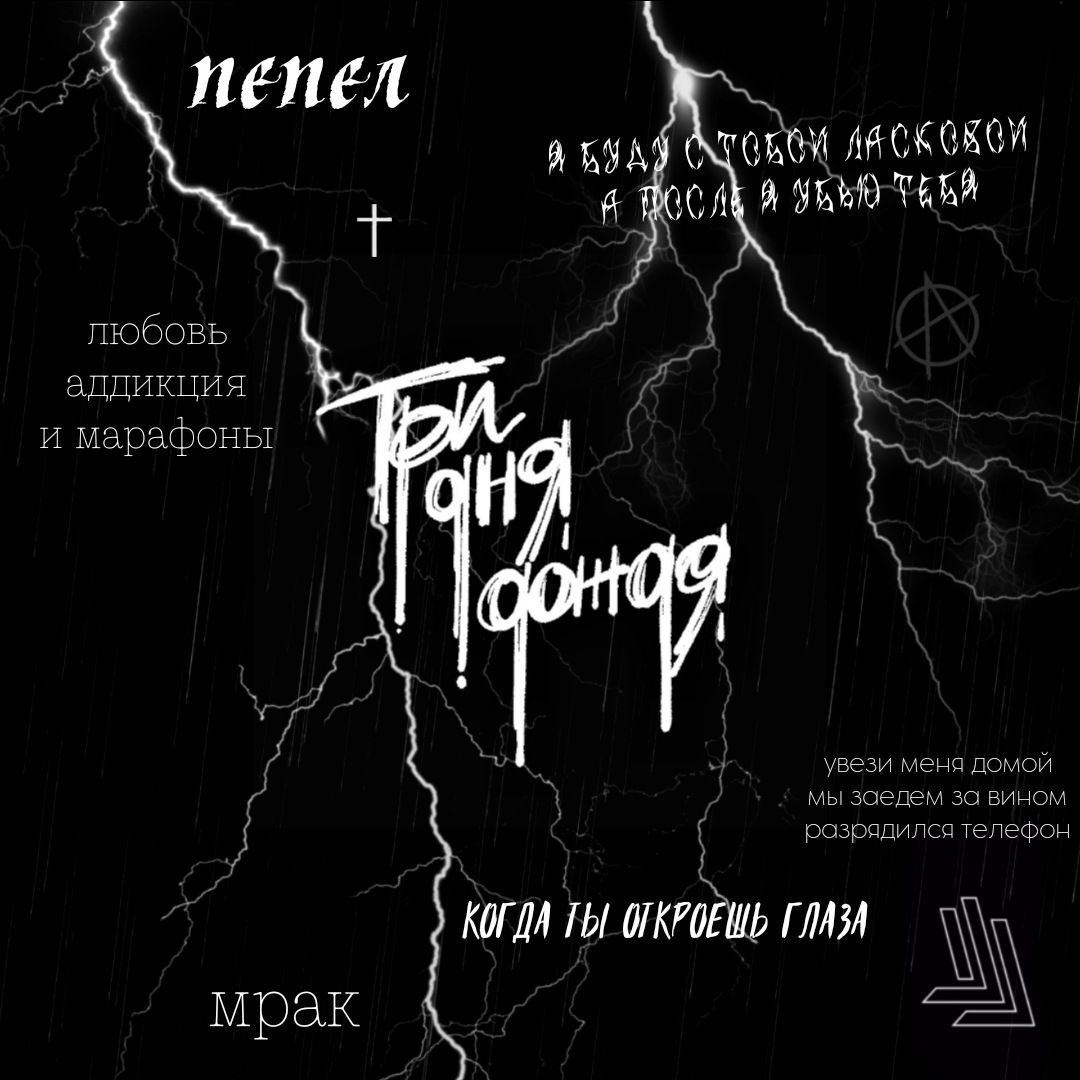 пепел
Я БУДУ С ТОБОЙ ЛАСКОВОЙ
А ПОСЛЕ Я УБЬЮ ТЕБЯ
любовь
аддикция
и марафоны
Три
дня
дождя
увези меня домой
мы заедем за вином
разрядился телефон
КОГДА ТЫ ОТКРОЕШЬ ГЛАЗА
мрак